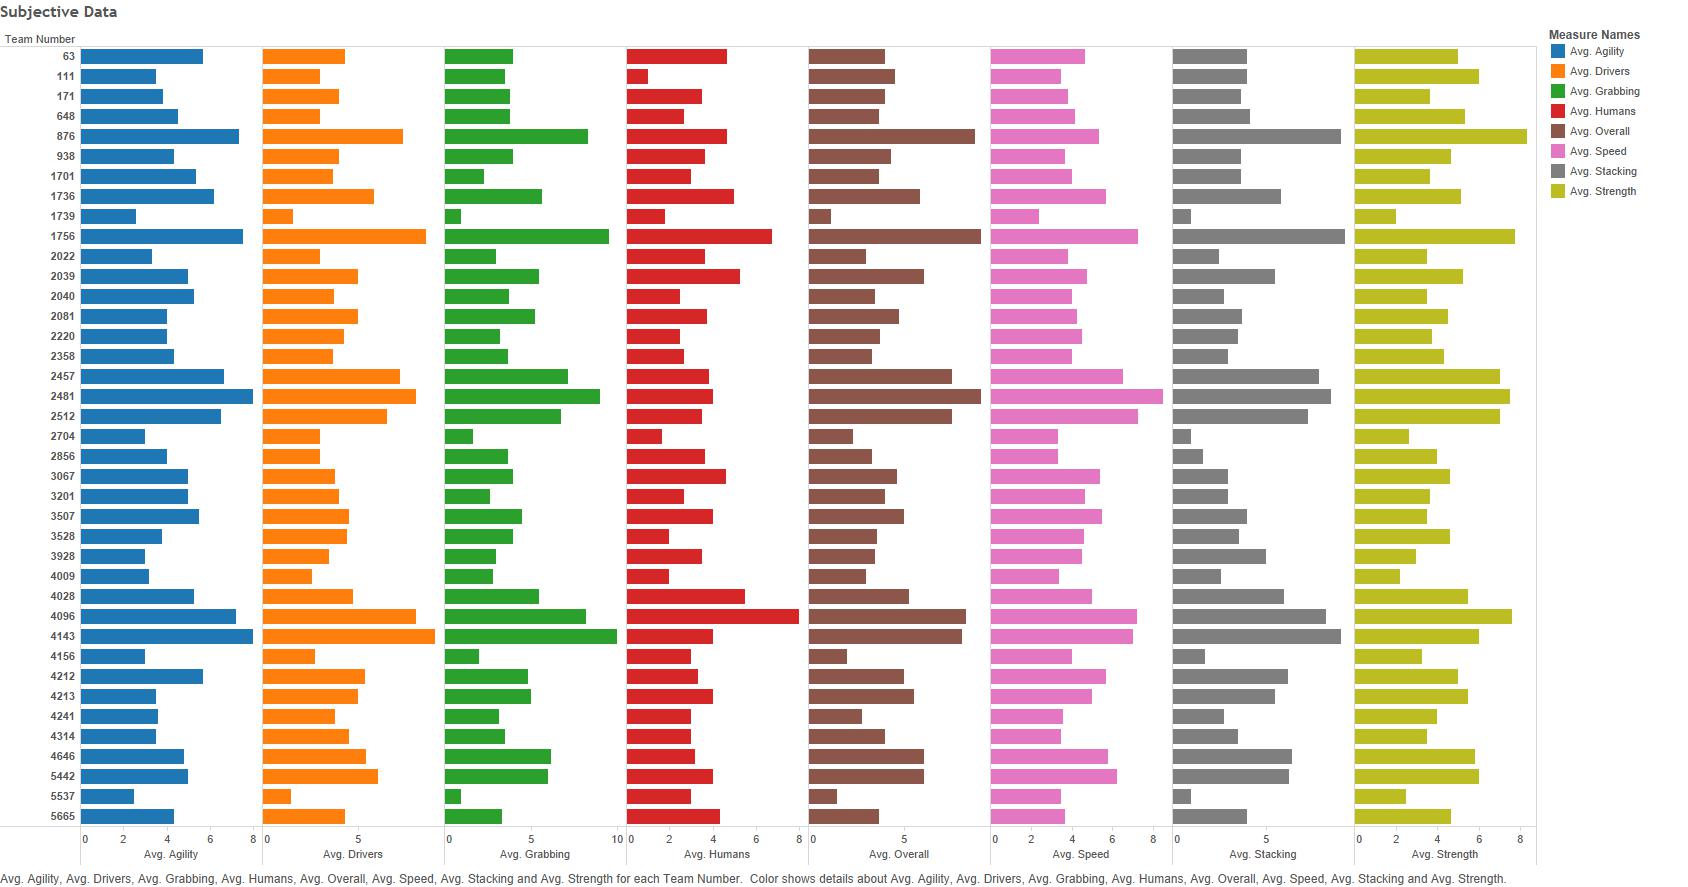 Subjective Data
Team Number
Measure Names
63
Avg. Agility
111
Avg. Drivers
171
Avg. Grabbing
648
Avg. Humans
876
Avg. Overall
938
Avg. Speed
1701
Avg. Stacking
1736
Avg. Strength
1739
1756
2022
2039
2040
2081
2220
2358
2457
2481
2512
2704
2856
3067
3201
3507
3528
3928
4009
4028
4096
4143
4156
4212
4213
4241
4314
4646
5442
5537
5665
0 2 4 6 8 0 5 0 5 10 0 2 4 6 8 0 5 0 2 4 6 8 0 5 0 2 4 6 8
Avg. Agility Avg. Drivers Avg. Grabbing Avg. Humans Avg. Overall Avg. Speed Avg. Stacking Avg. Strength
Avg. Agility, Avg. Drivers, Avg. Grabbing, Avg. Humans, Avg. Overall, Avg. Speed, Avg. Stacking and Avg. Strength for each Team Number.  Color shows details about Avg. Agility, Avg. Drivers, Avg. Grabbing, Avg. Humans, Avg. Overall, Avg. Speed, Avg. Stacking and Avg. Strength.